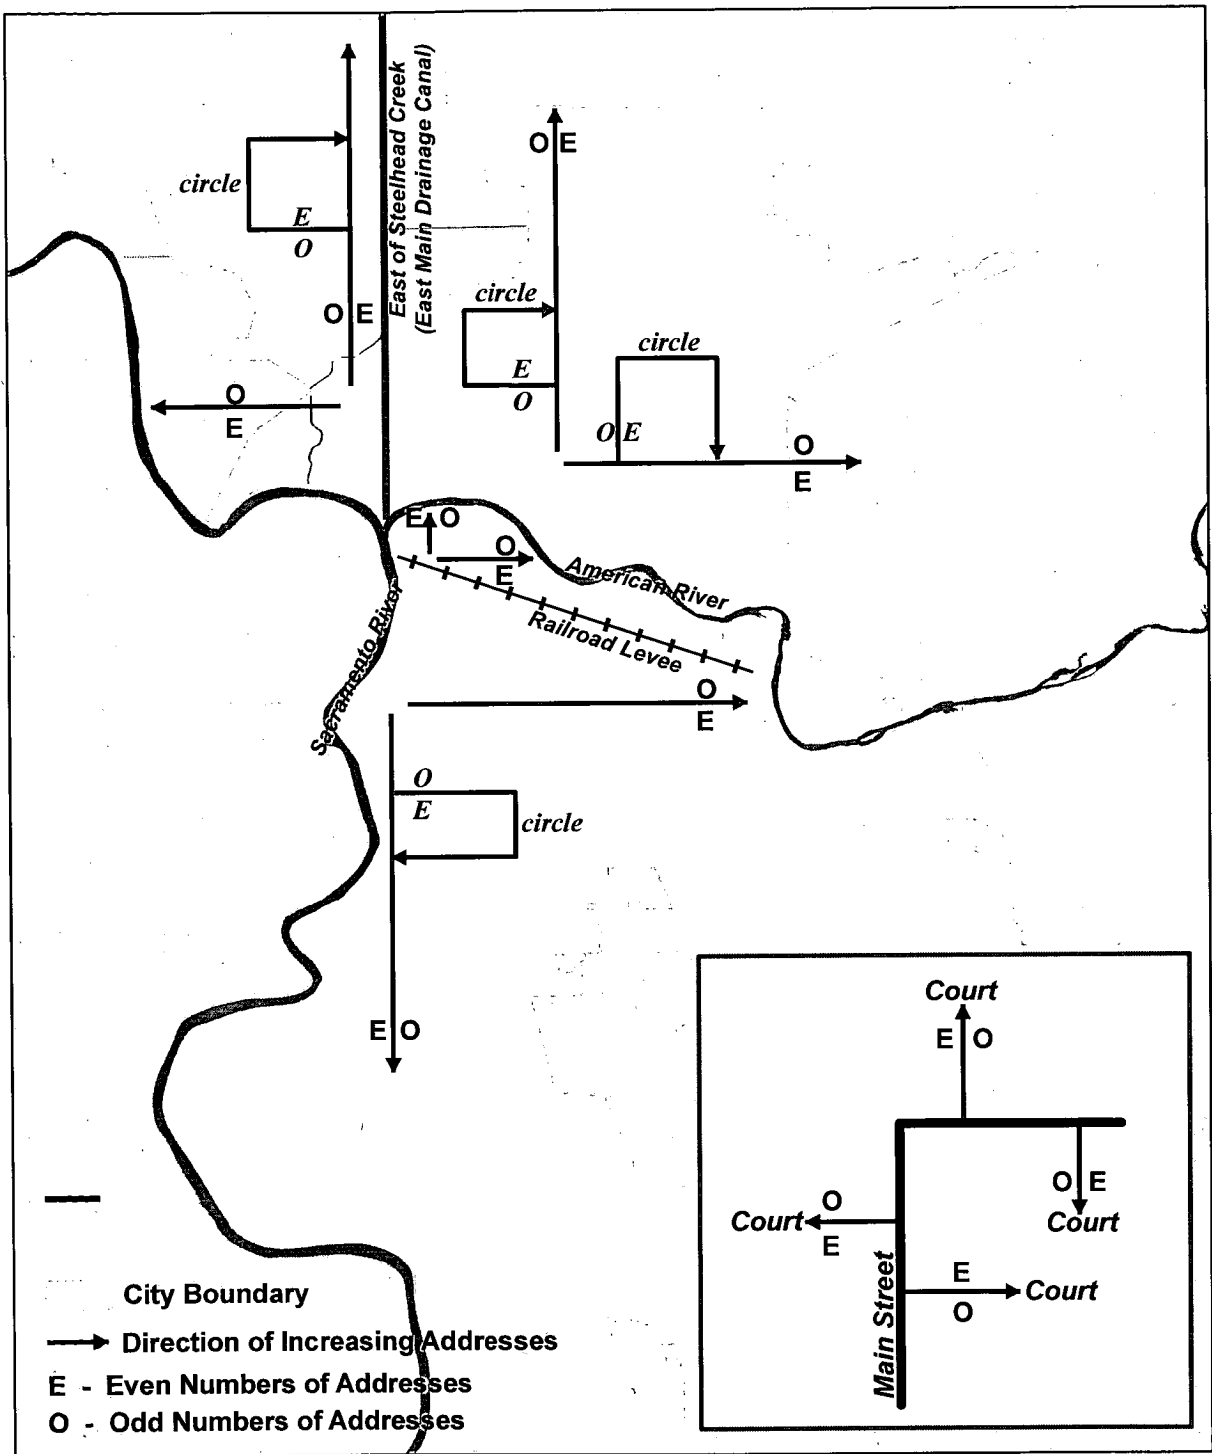 East of Steelhead Creek
(East Main Drainage Canal)
O E
circle
E
O
circle
E
O
O E
circle
O E
O
E
O
E
E O
O
E
American River
Railroad Levee
Sacramento River
O
E
O
E
circle
E O
Court
E O
O E
Court
O
Court
E
E
Court
O
Main Street
City Boundary
Direction of Increasing Addresses
E - Even Numbers of Addresses
O - Odd Numbers of Addresses